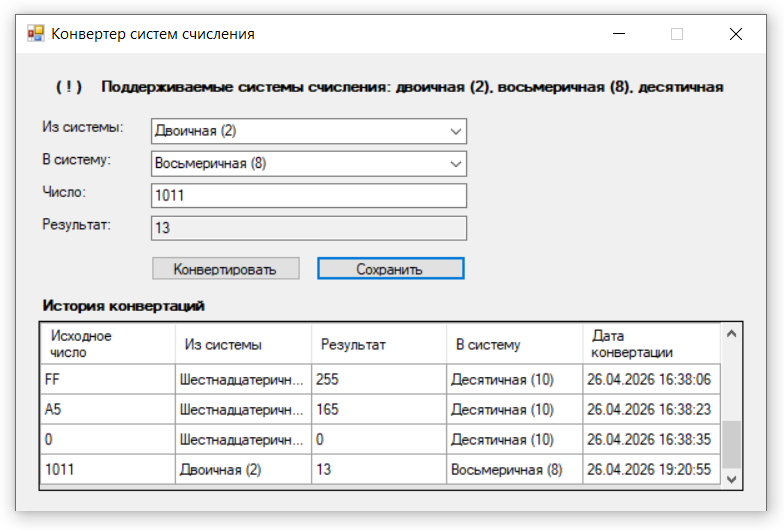 Конвертер систем счисления
( ! ) Поддерживаемые системы счисления: двоичная (2), восьмеричная (8), десятичная
Из системы: Двоичная (2)
В систему: Восьмеричная (8)
Число: 1011
Результат: 13
Конвертировать Сохранить
История конвертаций
Исходное число Из системы Результат В систему Дата конвертации
FF Шестнадцатеричн... 255 Десятичная (10) 26.04.2026 16:38:06
A5 Шестнадцатеричн... 165 Десятичная (10) 26.04.2026 16:38:23
0 Шестнадцатеричн... 0 Десятичная (10) 26.04.2026 16:38:35
1011 Двоичная (2) 13 Восьмеричная (8) 26.04.2026 19:20:55